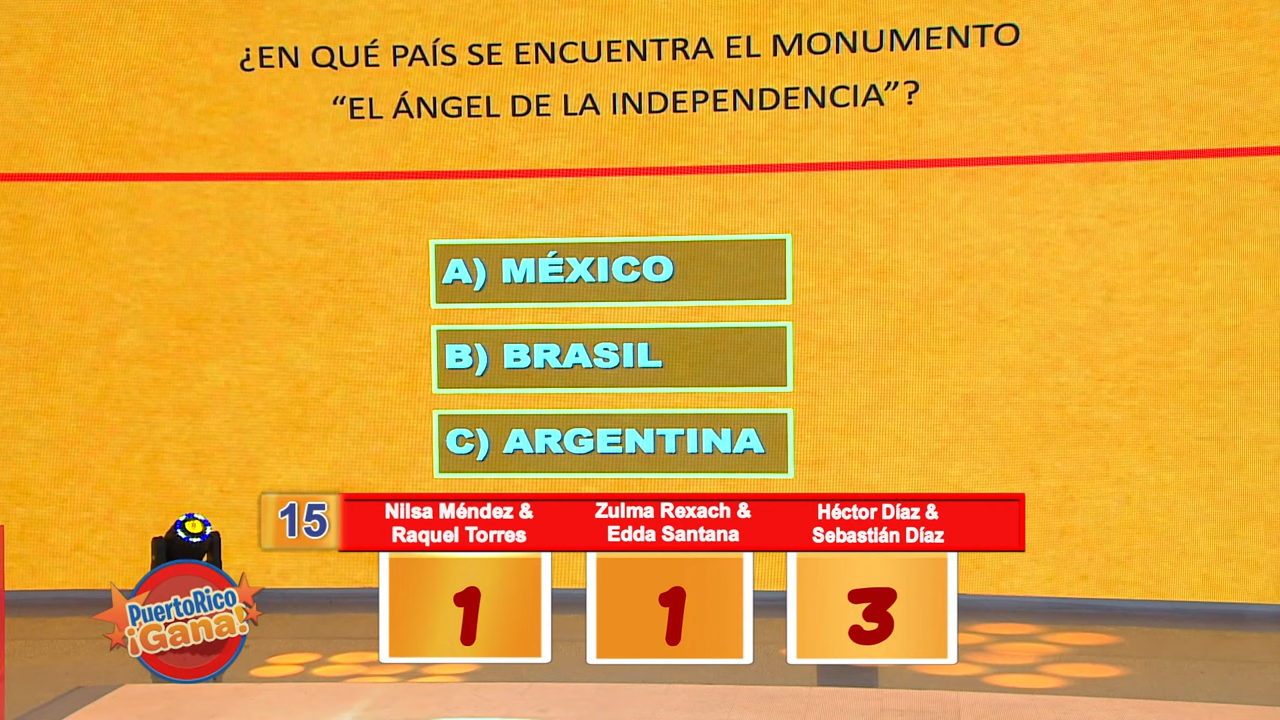 ¿EN QUÉ PAÍS SE ENCUENTRA EL MONUMENTO
“EL ÁNGEL DE LA INDEPENDENCIA”?
A) MÉXICO
B) BRASIL
C) ARGENTINA
15
Nilsa Méndez &
Raquel Torres
Zulma Rexach &
Edda Santana
Héctor Díaz &
Sebastián Díaz
1
1
3
PuertoRico
¡Gana!